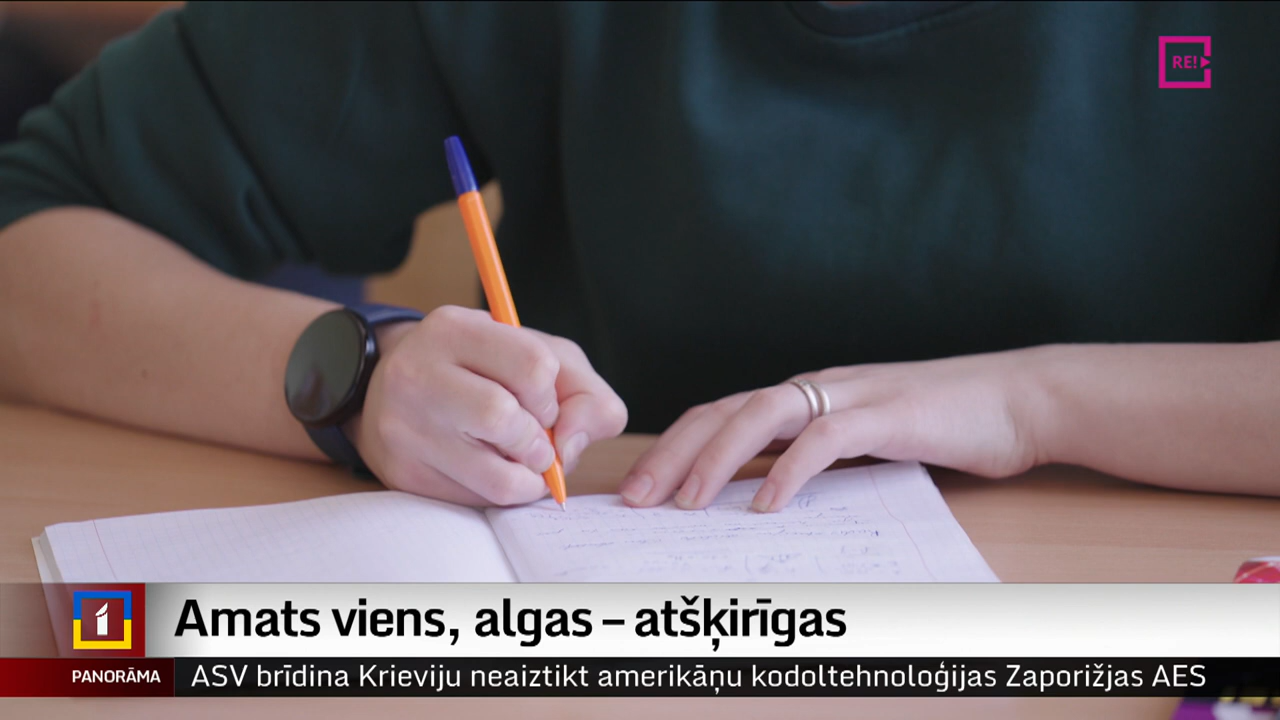 RE!
Amats viens, algas – atšķirīgas
1
PANORĀMA
ASV brīdina Krieviju neaiztikt amerikāņu kodoltehnoloģijas Zaporižjas AES